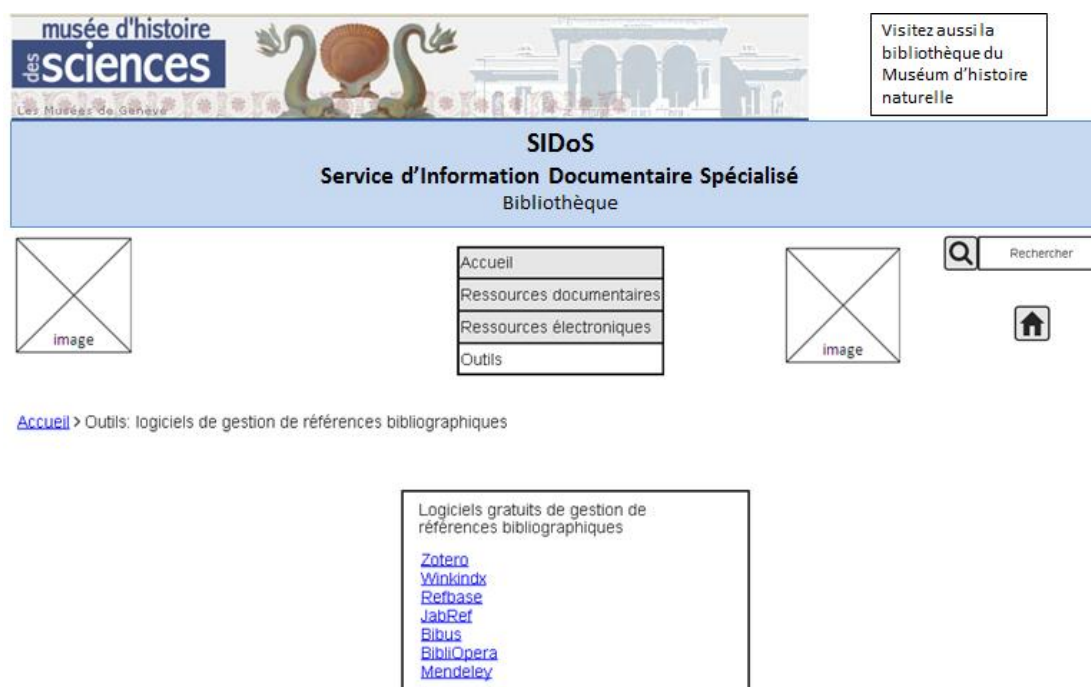 musée d'histoire
des sciences
Les Musées de Genève
Visitez aussi la
bibliothèque du
Muséum d'histoire
naturelle
SIDoS
Service d'Information Documentaire Spécialisé
Bibliothèque
image
Accueil
Ressources documentaires
Ressources électroniques
Outils
image
Rechercher
Accueil > Outils: logiciels de gestion de références bibliographiques
Logiciels gratuits de gestion de
références bibliographiques
Zotero
Winkindx
Refbase
JabRef
Bibus
BibliOpera
Mendeley